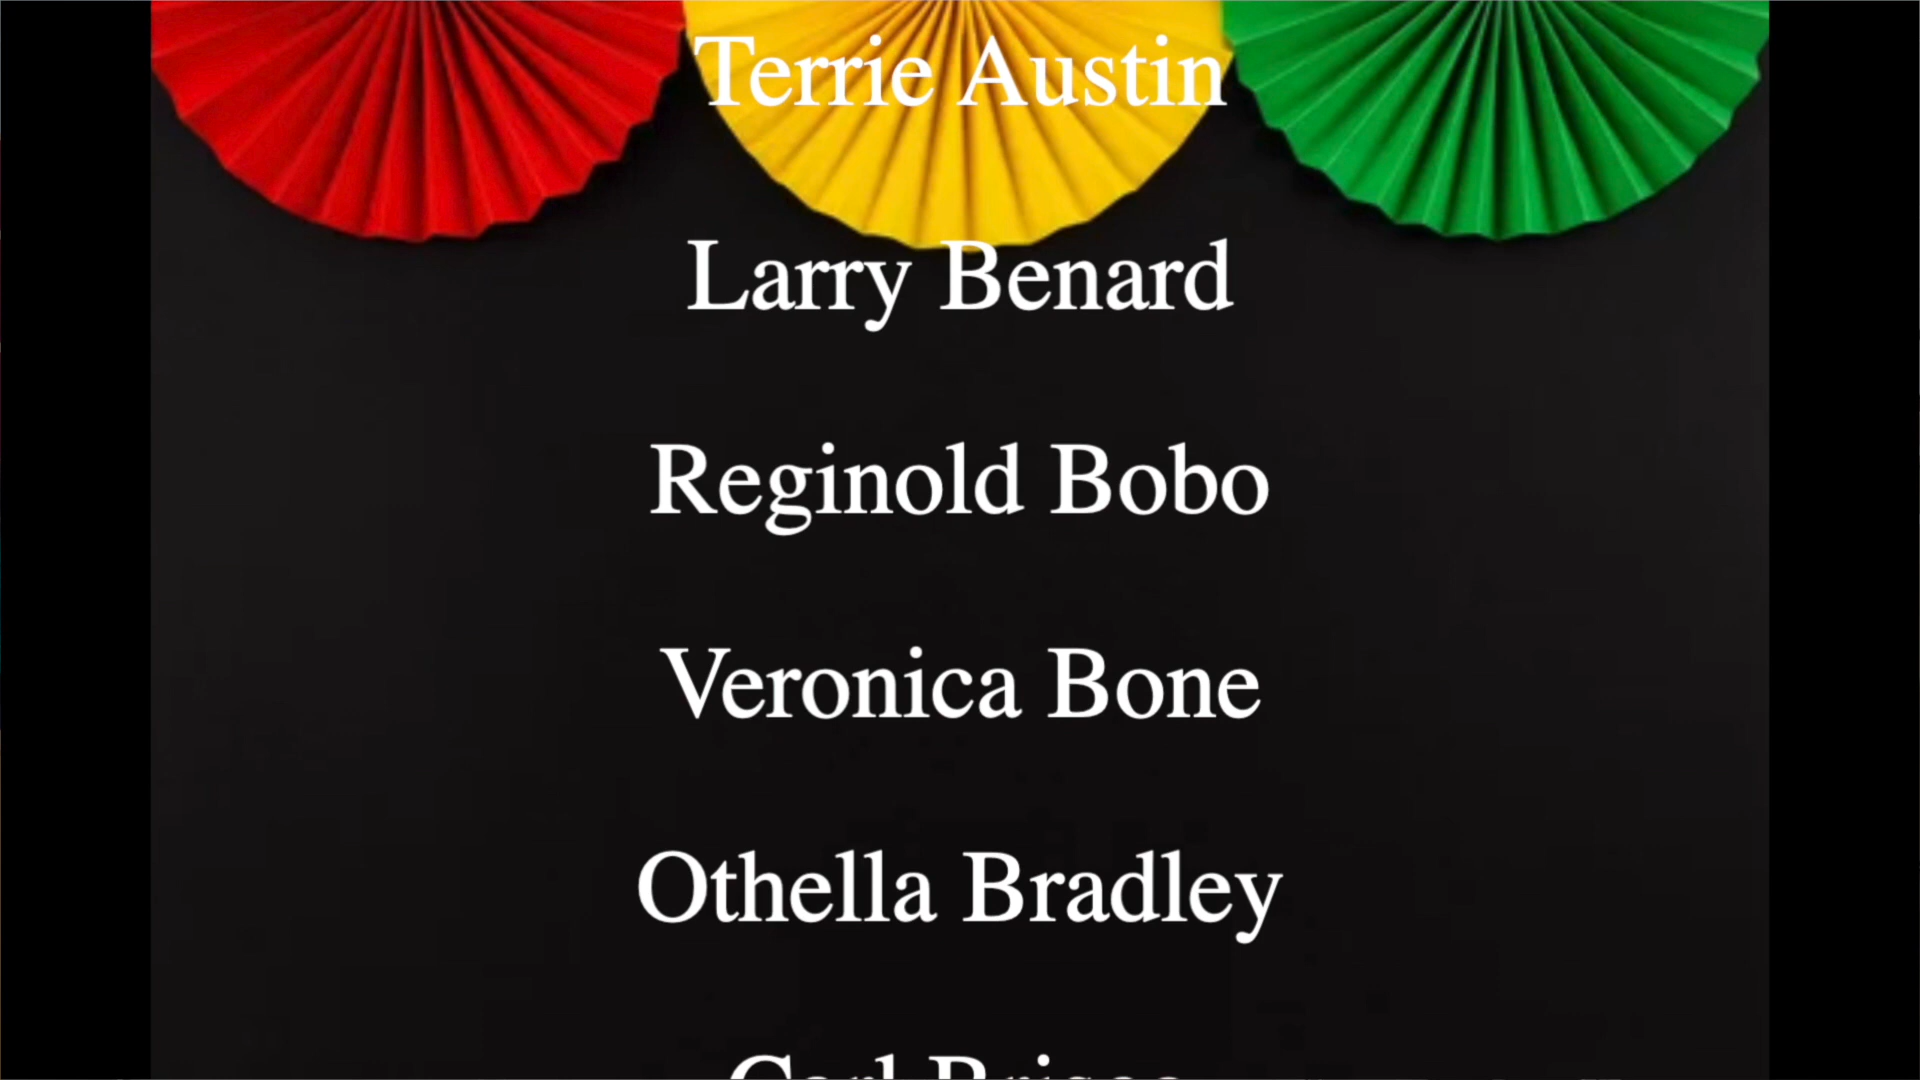 Terrie Austin
Larry Benard
Reginold Bobo
Veronica Bone
Othella Bradley